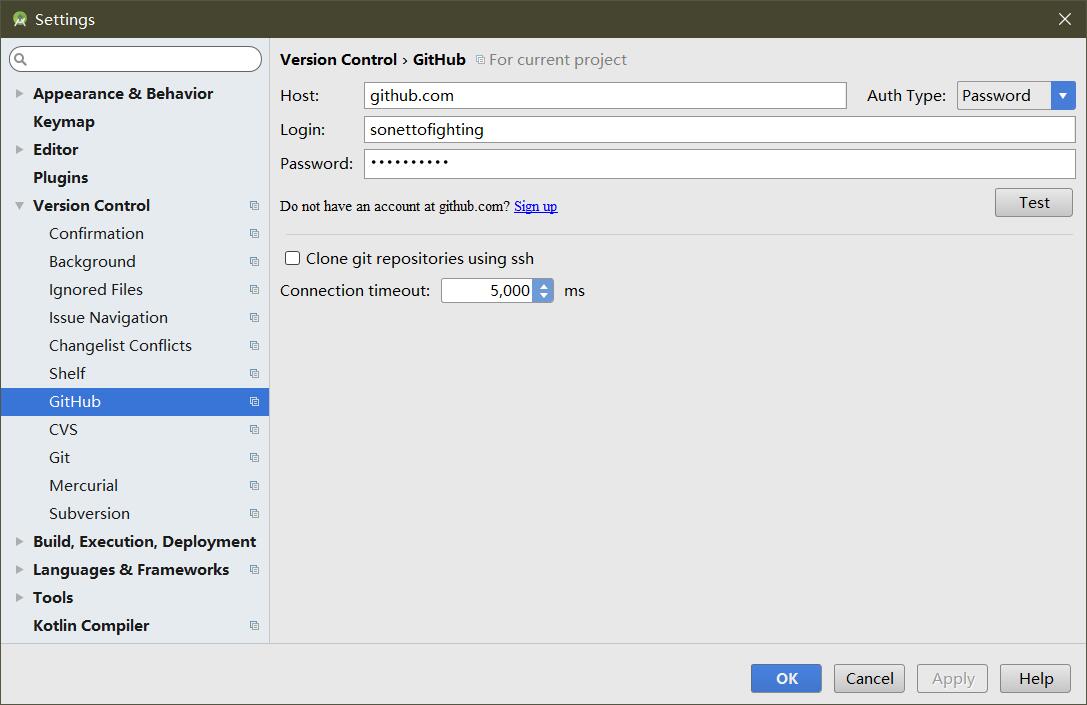 Settings
Version Control › GitHub For current project
Appearance & Behavior
Keymap
Editor
Plugins
Version Control
Confirmation
Background
Ignored Files
Issue Navigation
Changelist Conflicts
Shelf
GitHub
CVS
Git
Mercurial
Subversion
Build, Execution, Deployment
Languages & Frameworks
Tools
Kotlin Compiler
Host: github.com Auth Type: Password
Login: sonettofighting
Password: ••••••••••
Do not have an account at github.com? Sign up
Test
Clone git repositories using ssh
Connection timeout: 5,000 ms
OK Cancel Apply Help